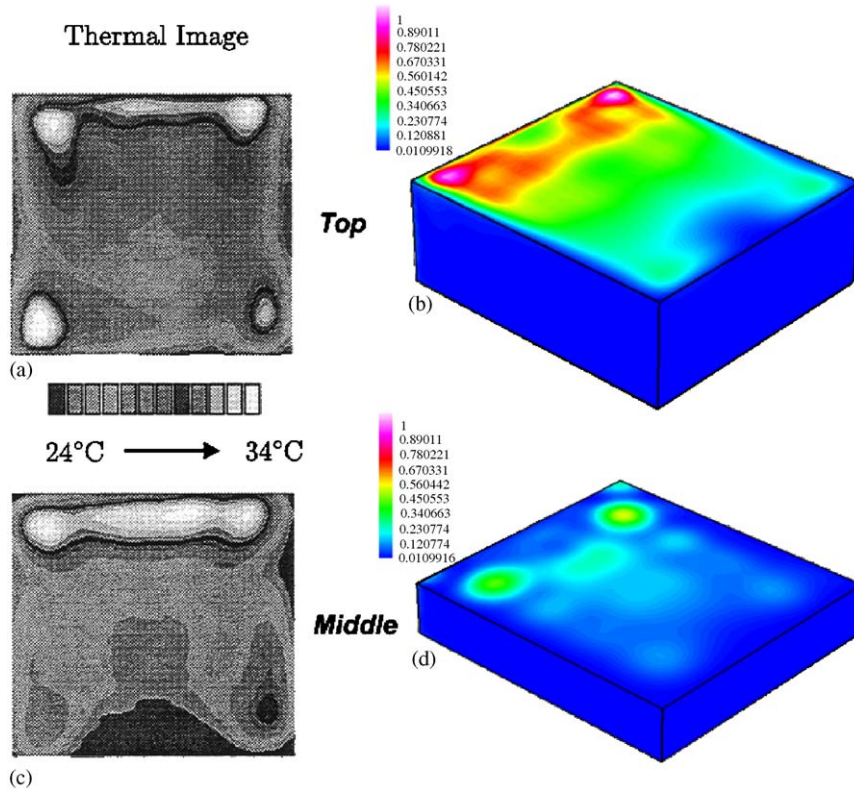 Thermal Image
1
0.89011
0.780221
0.670331
0.560142
0.450553
0.340663
0.230774
0.120881
0.0109918
Top
(b)
(a)
24°C
34°C
1
0.89011
0.780221
0.670331
0.560442
0.450553
0.340663
0.230774
0.120774
0.0109916
Middle
(d)
(c)